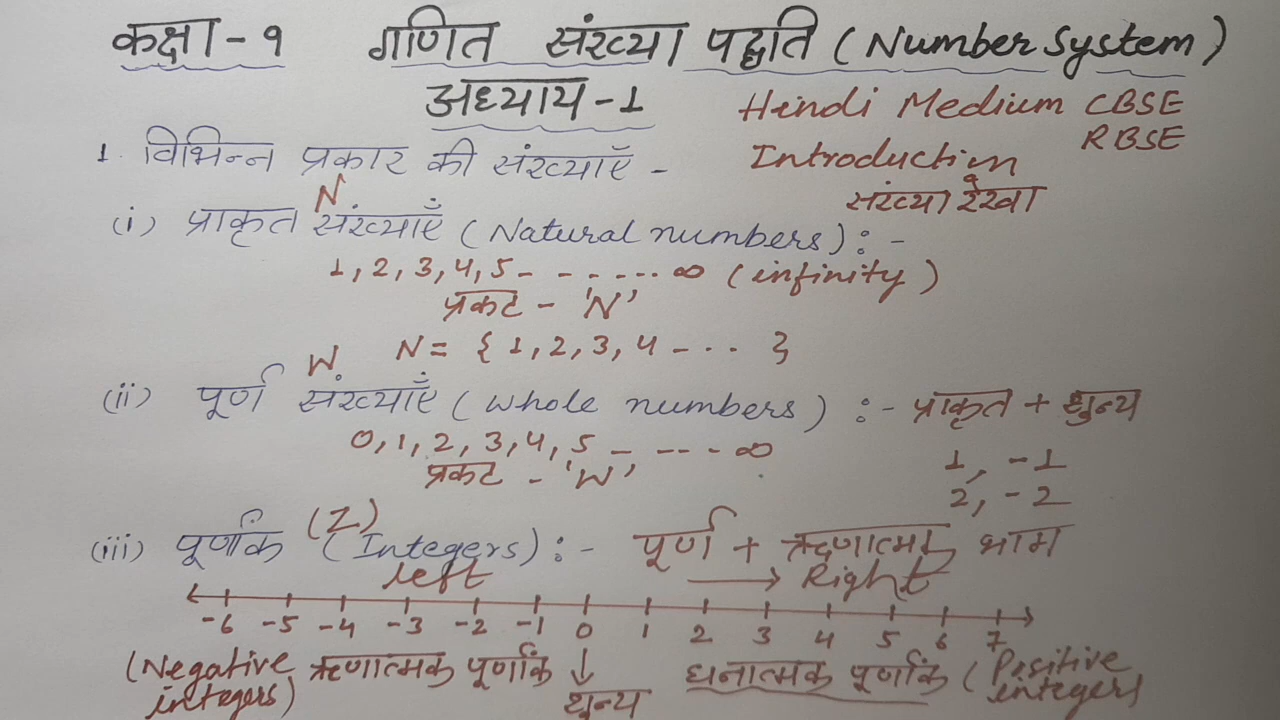 कक्षा - ९ गणित संख्या पद्धति (Number System)
अध्याय - 1 Hindi Medium CBSE
RBSE
1. विभिन्न प्रकार की संख्याएँ - Introduction
संख्या रेखा
N
(i) प्राकृत संख्याएँ (Natural numbers) : -
1, 2, 3, 4, 5 - - - ..... ∞ (infinity)
प्रकट - 'N'
N = { 1, 2, 3, 4 - - - }
W
(ii) पूर्ण संख्याएँ (Whole numbers) : - प्राकृत + शुन्य
0, 1, 2, 3, 4, 5 - - - - - ∞
प्रकट - 'W'
1, -1
2, -2
(Z)
(iii) पूर्णांक (Integers) : - पूर्ण + ऋणात्मक भाग
left → Right
-6 -5 -4 -3 -2 -1 0 1 2 3 4 5 6 7
(Negative integers) ऋणात्मक पूर्णांक ↓ धनात्मक पूर्णांक (Positive integers)
शुन्य